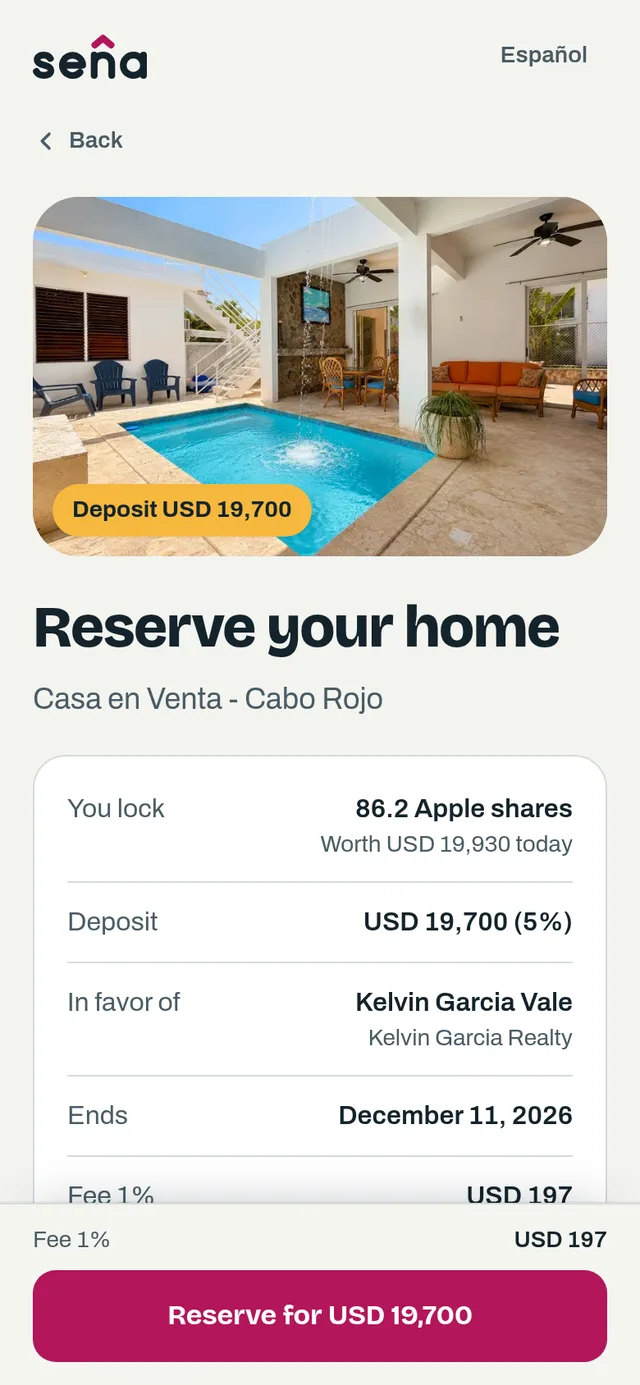 sena
Español
Back
Deposit USD 19,700
Reserve your home
Casa en Venta - Cabo Rojo
You lock
86.2 Apple shares
Worth USD 19,930 today
Deposit
USD 19,700 (5%)
In favor of
Kelvin Garcia Vale
Kelvin Garcia Realty
Ends
December 11, 2026
Fee 1%
USD 197
Fee 1%
USD 197
Reserve for USD 19,700